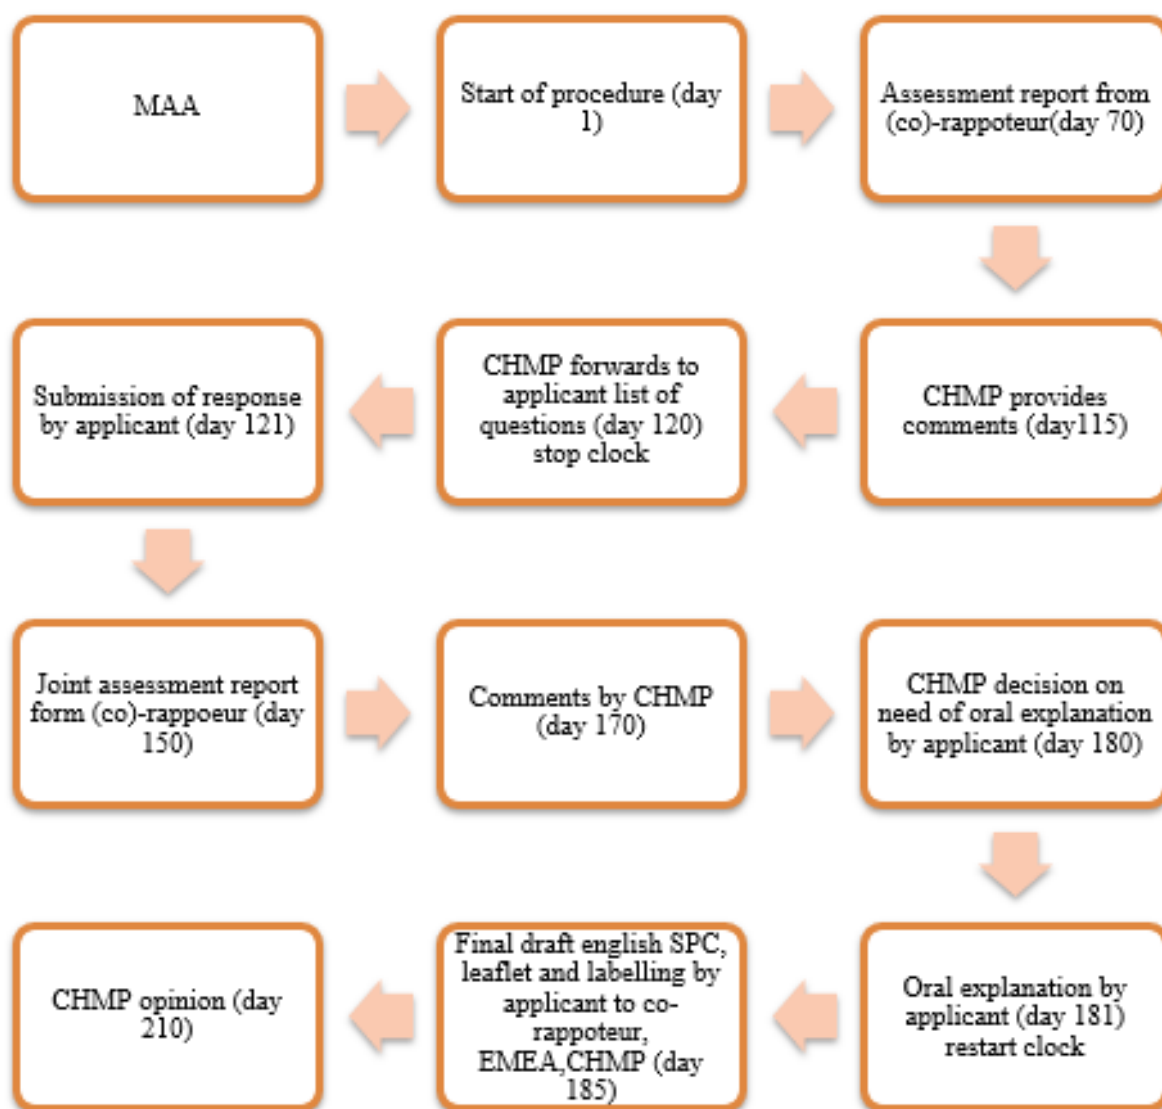 MAA
Start of procedure (day
1)
Assessment report from
(co)-rappoteur(day 70)
CHMP provides
comments (day115)
CHMP forwards to
applicant list of
questions (day 120)
stop clock
Submission of response
by applicant (day 121)
Joint assessment report
form (co)-rappoeur (day
150)
Comments by CHMP
(day 170)
CHMP decision on
need of oral explanation
by applicant (day 180)
Oral explanation by
applicant (day 181)
restart clock
Final draft english SPC,
leaflet and labelling by
applicant to co-
rappoteur,
EMEA,CHMP (day
185)
CHMP opinion (day
210)